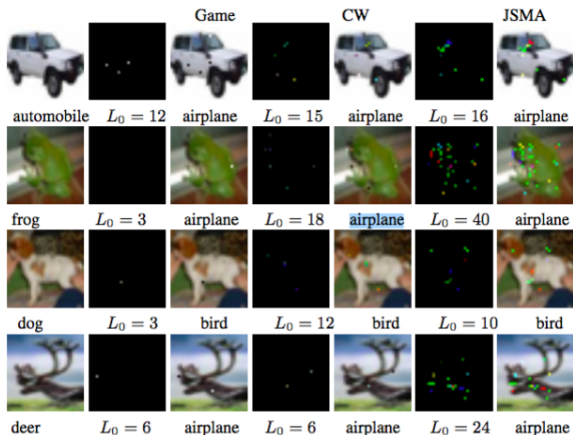 Game CW JSMA
automobile L₀ = 12 airplane L₀ = 15 airplane L₀ = 16 airplane
frog L₀ = 3 airplane L₀ = 18 airplane L₀ = 40 airplane
dog L₀ = 3 bird L₀ = 12 bird L₀ = 10 bird
deer L₀ = 6 airplane L₀ = 6 airplane L₀ = 24 airplane